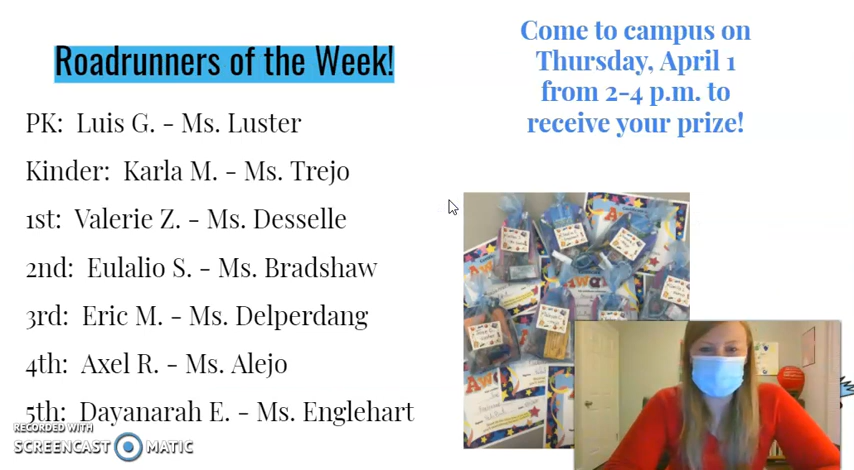 Roadrunners of the Week!
PK: Luis G. - Ms. Luster
Kinder: Karla M. - Ms. Trejo
1st: Valerie Z. - Ms. Desselle
2nd: Eulalio S. - Ms. Bradshaw
3rd: Eric M. - Ms. Delperdang
4th: Axel R. - Ms. Alejo
5th: Dayanarah E. - Ms. Englehart
RECORDED WITH
SCREENCAST MATIC
Come to campus on
Thursday, April 1
from 2-4 p.m. to
receive your prize!